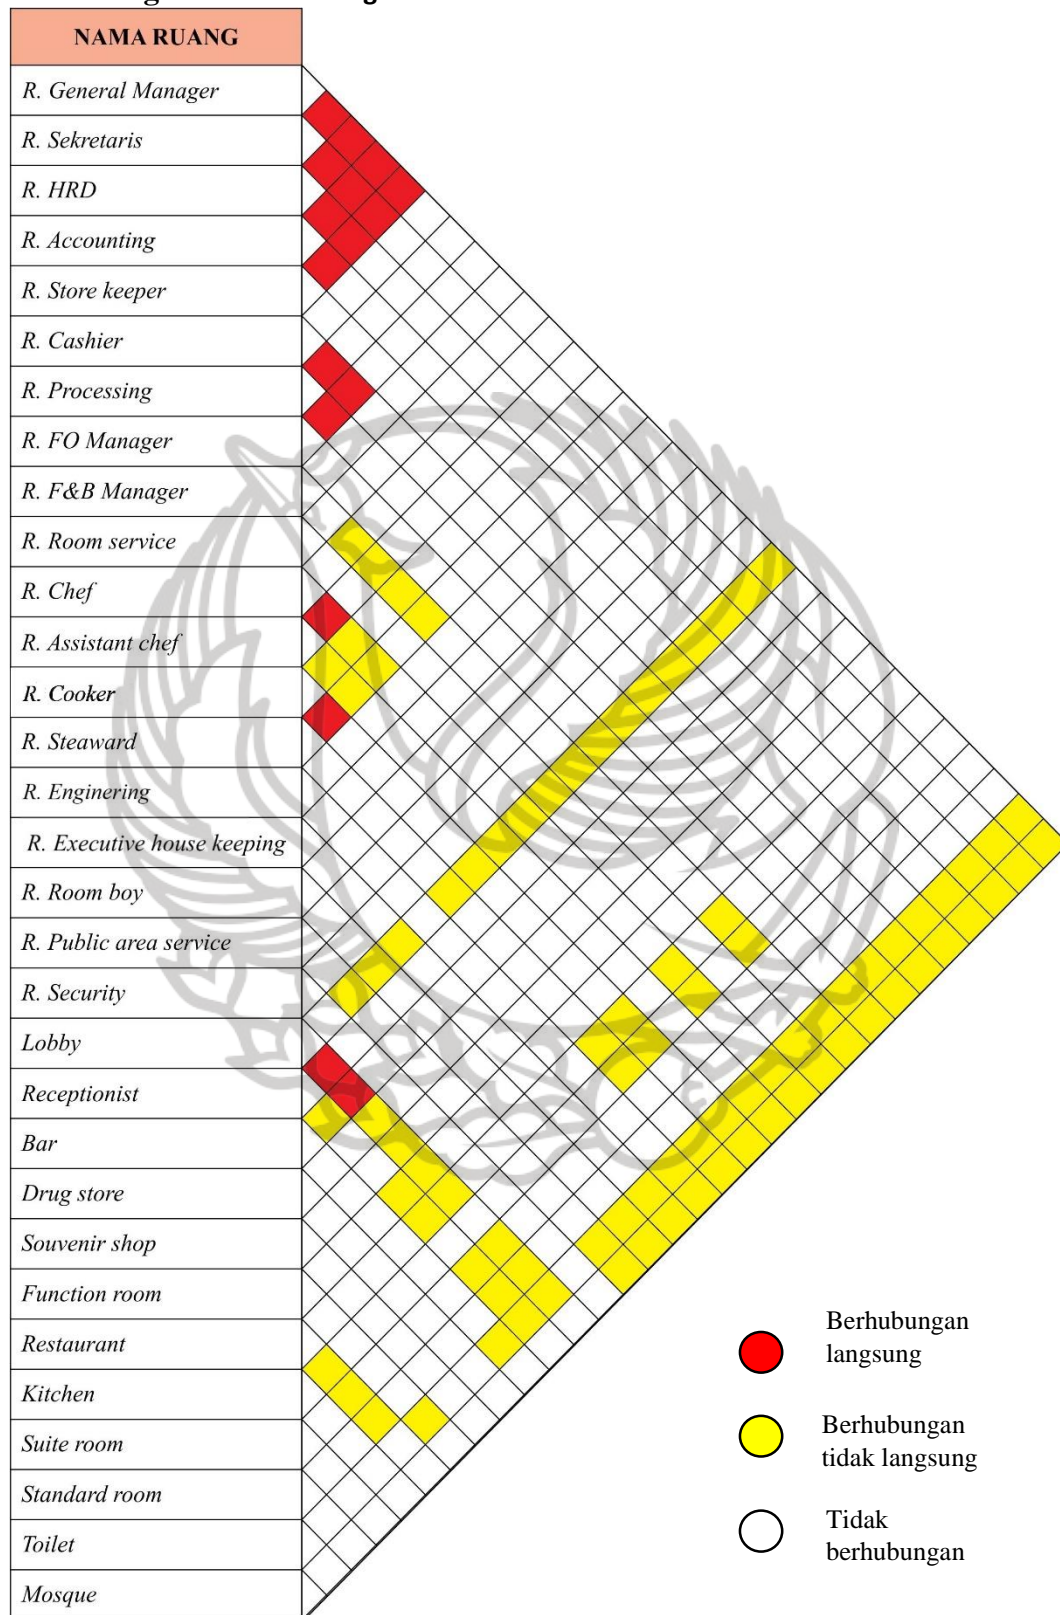 NAMA RUANG
R. General Manager
R. Sekretaris
R. HRD
R. Accounting
R. Store keeper
R. Cashier
R. Processing
R. FO Manager
R. F&B Manager
R. Room service
R. Chef
R. Assistant chef
R. Cooker
R. Steaward
R. Enginering
R. Executive house keeping
R. Room boy
R. Public area service
R. Security
Lobby
Receptionist
Bar
Drug store
Souvenir shop
Function room
Restaurant
Kitchen
Suite room
Standard room
Toilet
Mosque
Berhubungan
langsung
Berhubungan
tidak langsung
Tidak
berhubungan